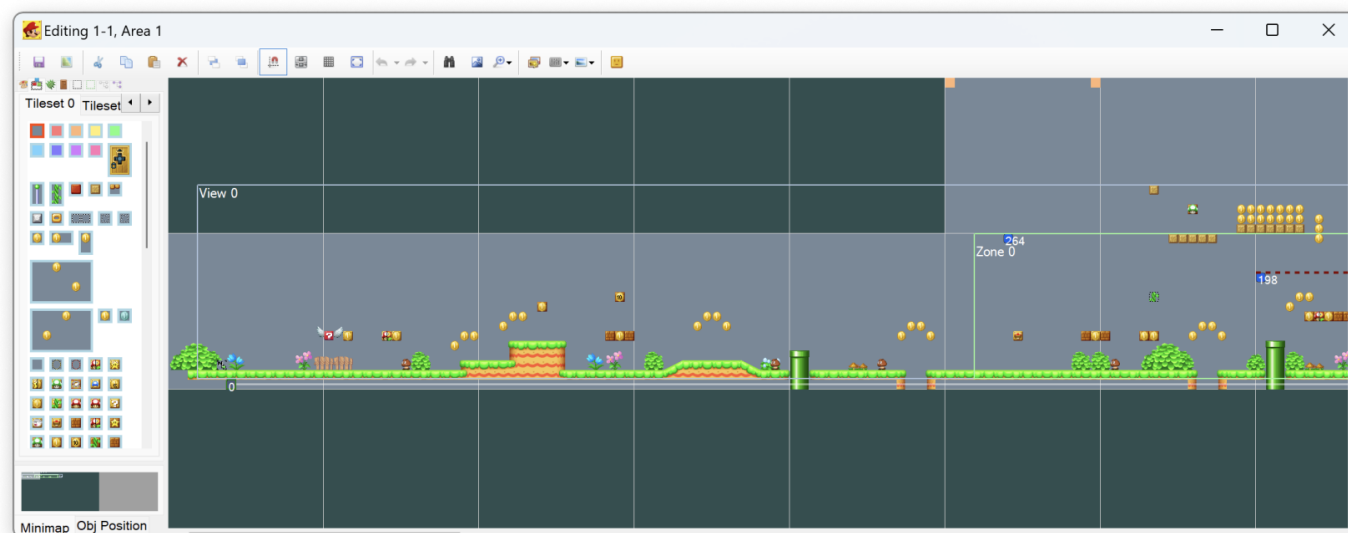 Editing 1-1, Area 1
Tileset 0 Tileset
View 0
264
Zone 0
198
0
Minimap Obj Position